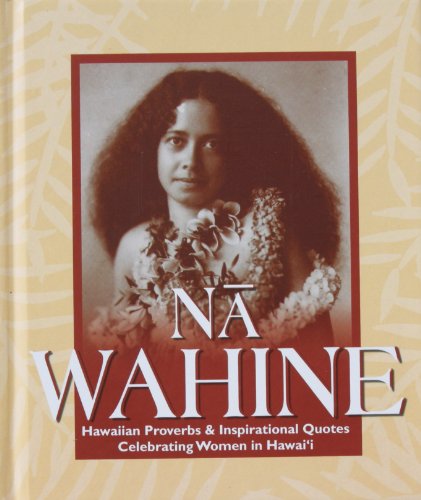 NĀ
WAHINE
Hawaiian Proverbs & Inspirational Quotes
Celebrating Women in Hawai‘i